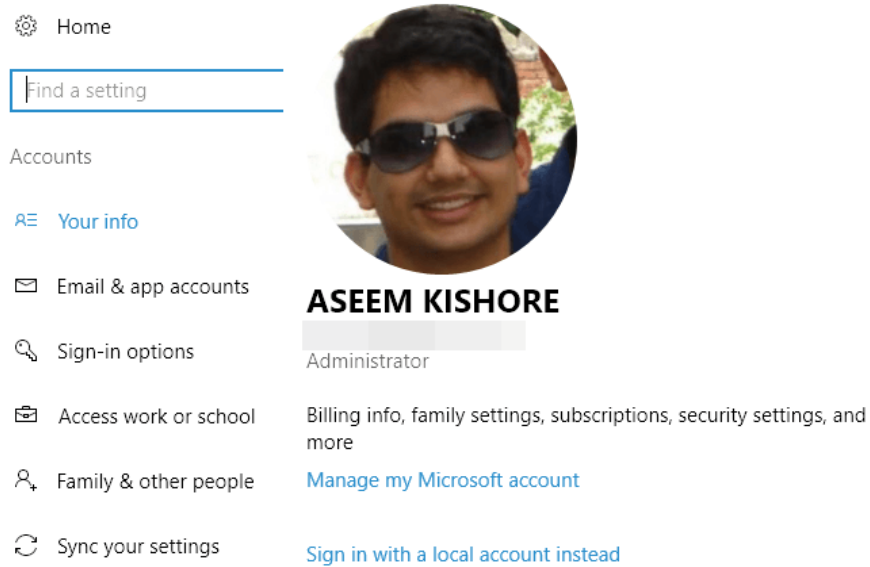 Home
Find a setting
Accounts
Your info
Email & app accounts
Sign-in options
Access work or school
Family & other people
Sync your settings
ASEEM KISHORE
Administrator
Billing info, family settings, subscriptions, security settings, and
more
Manage my Microsoft account
Sign in with a local account instead